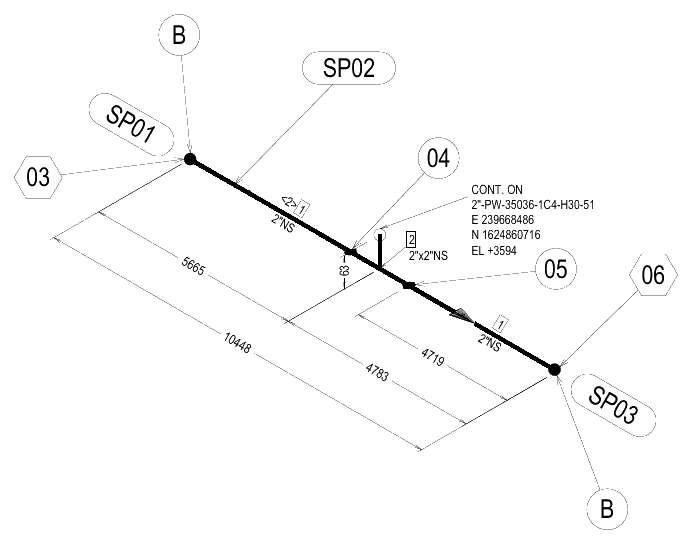 B
SP02
SP01
04
03
CONT. ON
2"-PW-35036-1C4-H30-51
E 239668486
N 1624860716
EL +3594
<2> 1
2"NS
2
2"x2"NS
63
05
06
5665
10448
4783
4719
1
2"NS
SP03
B